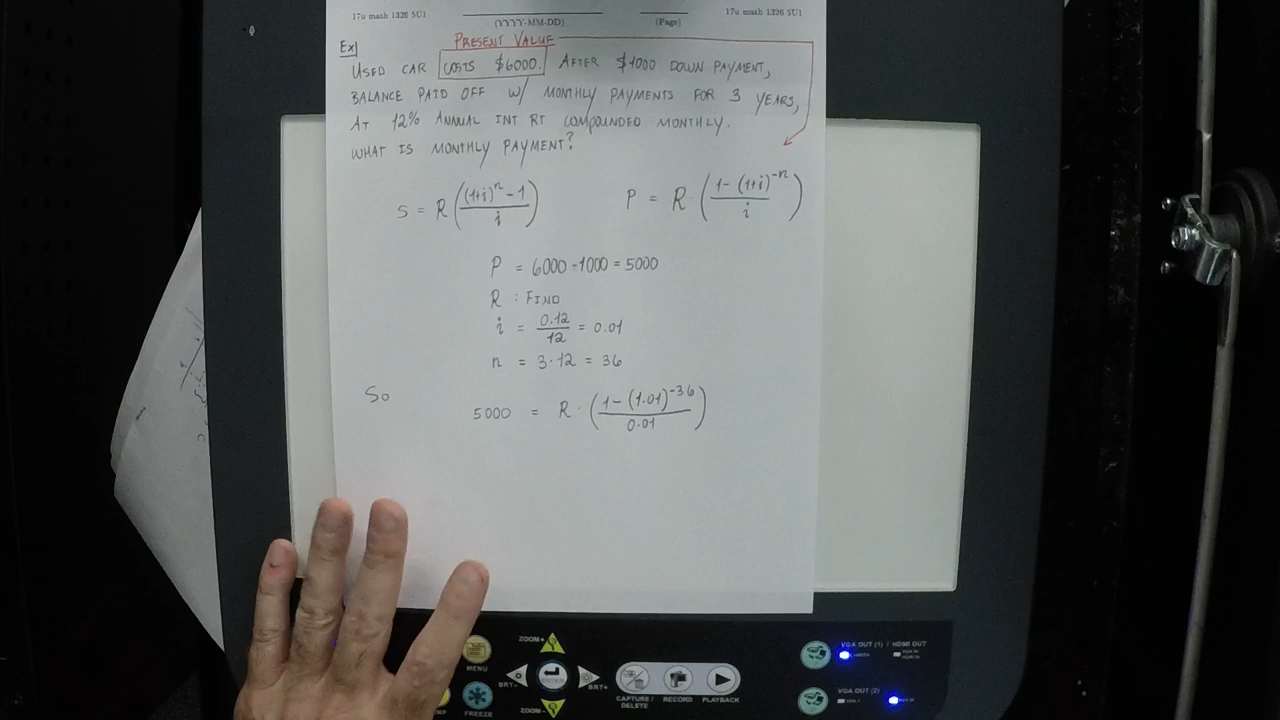 17u math 1326 5U1 (YYYY-MM-DD) (Page) 17u math 1326 5U1
Ex| PRESENT VALUE
USED CAR COSTS $6000. AFTER $1000 DOWN PAYMENT,
BALANCE PAID OFF W/ MONTHLY PAYMENTS FOR 3 YEARS,
AT 12% ANNUAL INT RT COMPOUNDED MONTHLY.
WHAT IS MONTHLY PAYMENT?
S = R ( ((1+i)^n - 1) / i ) P = R · ( (1 - (1+i)^-n) / i )
P = 6000 - 1000 = 5000
R : FIND
i = 0.12 / 12 = 0.01
n = 3·12 = 36
So 5000 = R · ( (1 - (1.01)^-36) / 0.01 )
ZOOM+
VGA OUT (1) / HDMI OUT
MENU
ENTER
BRT- BRT+
VGA OUT (2)
FREEZE ZOOM- CAPTURE / DELETE RECORD PLAYBACK